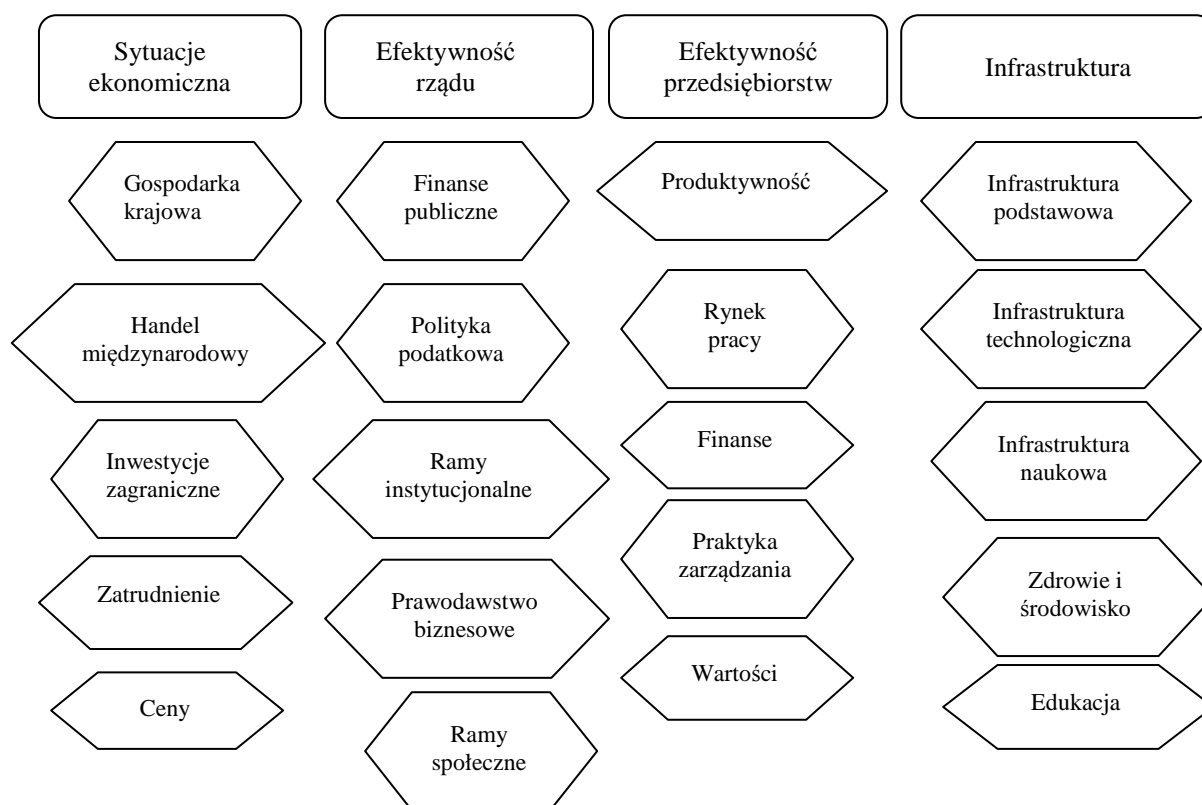 Sytuacje
ekonomiczna
Efektywność
rządu
Efektywność
przedsiębiorstw
Infrastruktura
Gospodarka
krajowa
Finanse
publiczne
Produktywność
Infrastruktura
podstawowa
Handel
międzynarodowy
Polityka
podatkowa
Rynek
pracy
Infrastruktura
technologiczna
Inwestycje
zagraniczne
Ramy
instytucjonalne
Finanse
Infrastruktura
naukowa
Zatrudnienie
Prawodawstwo
biznesowe
Praktyka
zarządzania
Zdrowie i
środowisko
Ceny
Ramy
społeczne
Wartości
Edukacja